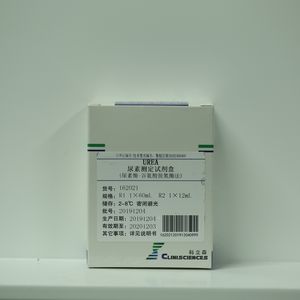 UREA
尿素测定试剂盒
(尿素酶-谷氨酸脱氢酶法)
货号: 162021
规格: R1 1×60ml R2 1×12ml
储存: 2-8℃ 密闭避光
批号: 20191204
生产日期: 20191204
有效期至: 20201203
其它事项: 详见说明书
科立森
CLINISCIENCES